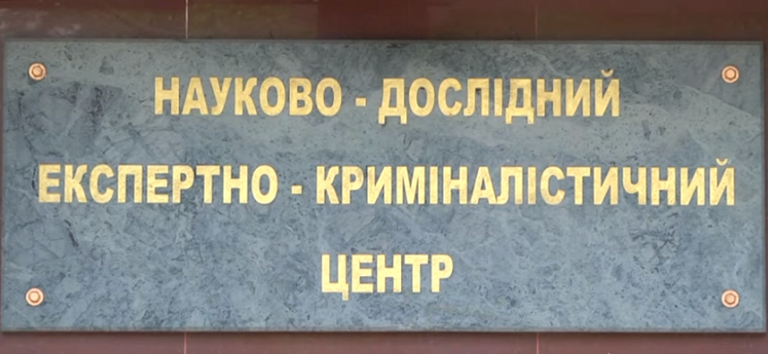 НАУКОВО - ДОСЛІДНИЙ
ЕКСПЕРТНО - КРИМІНАЛІСТИЧНИЙ
ЦЕНТР